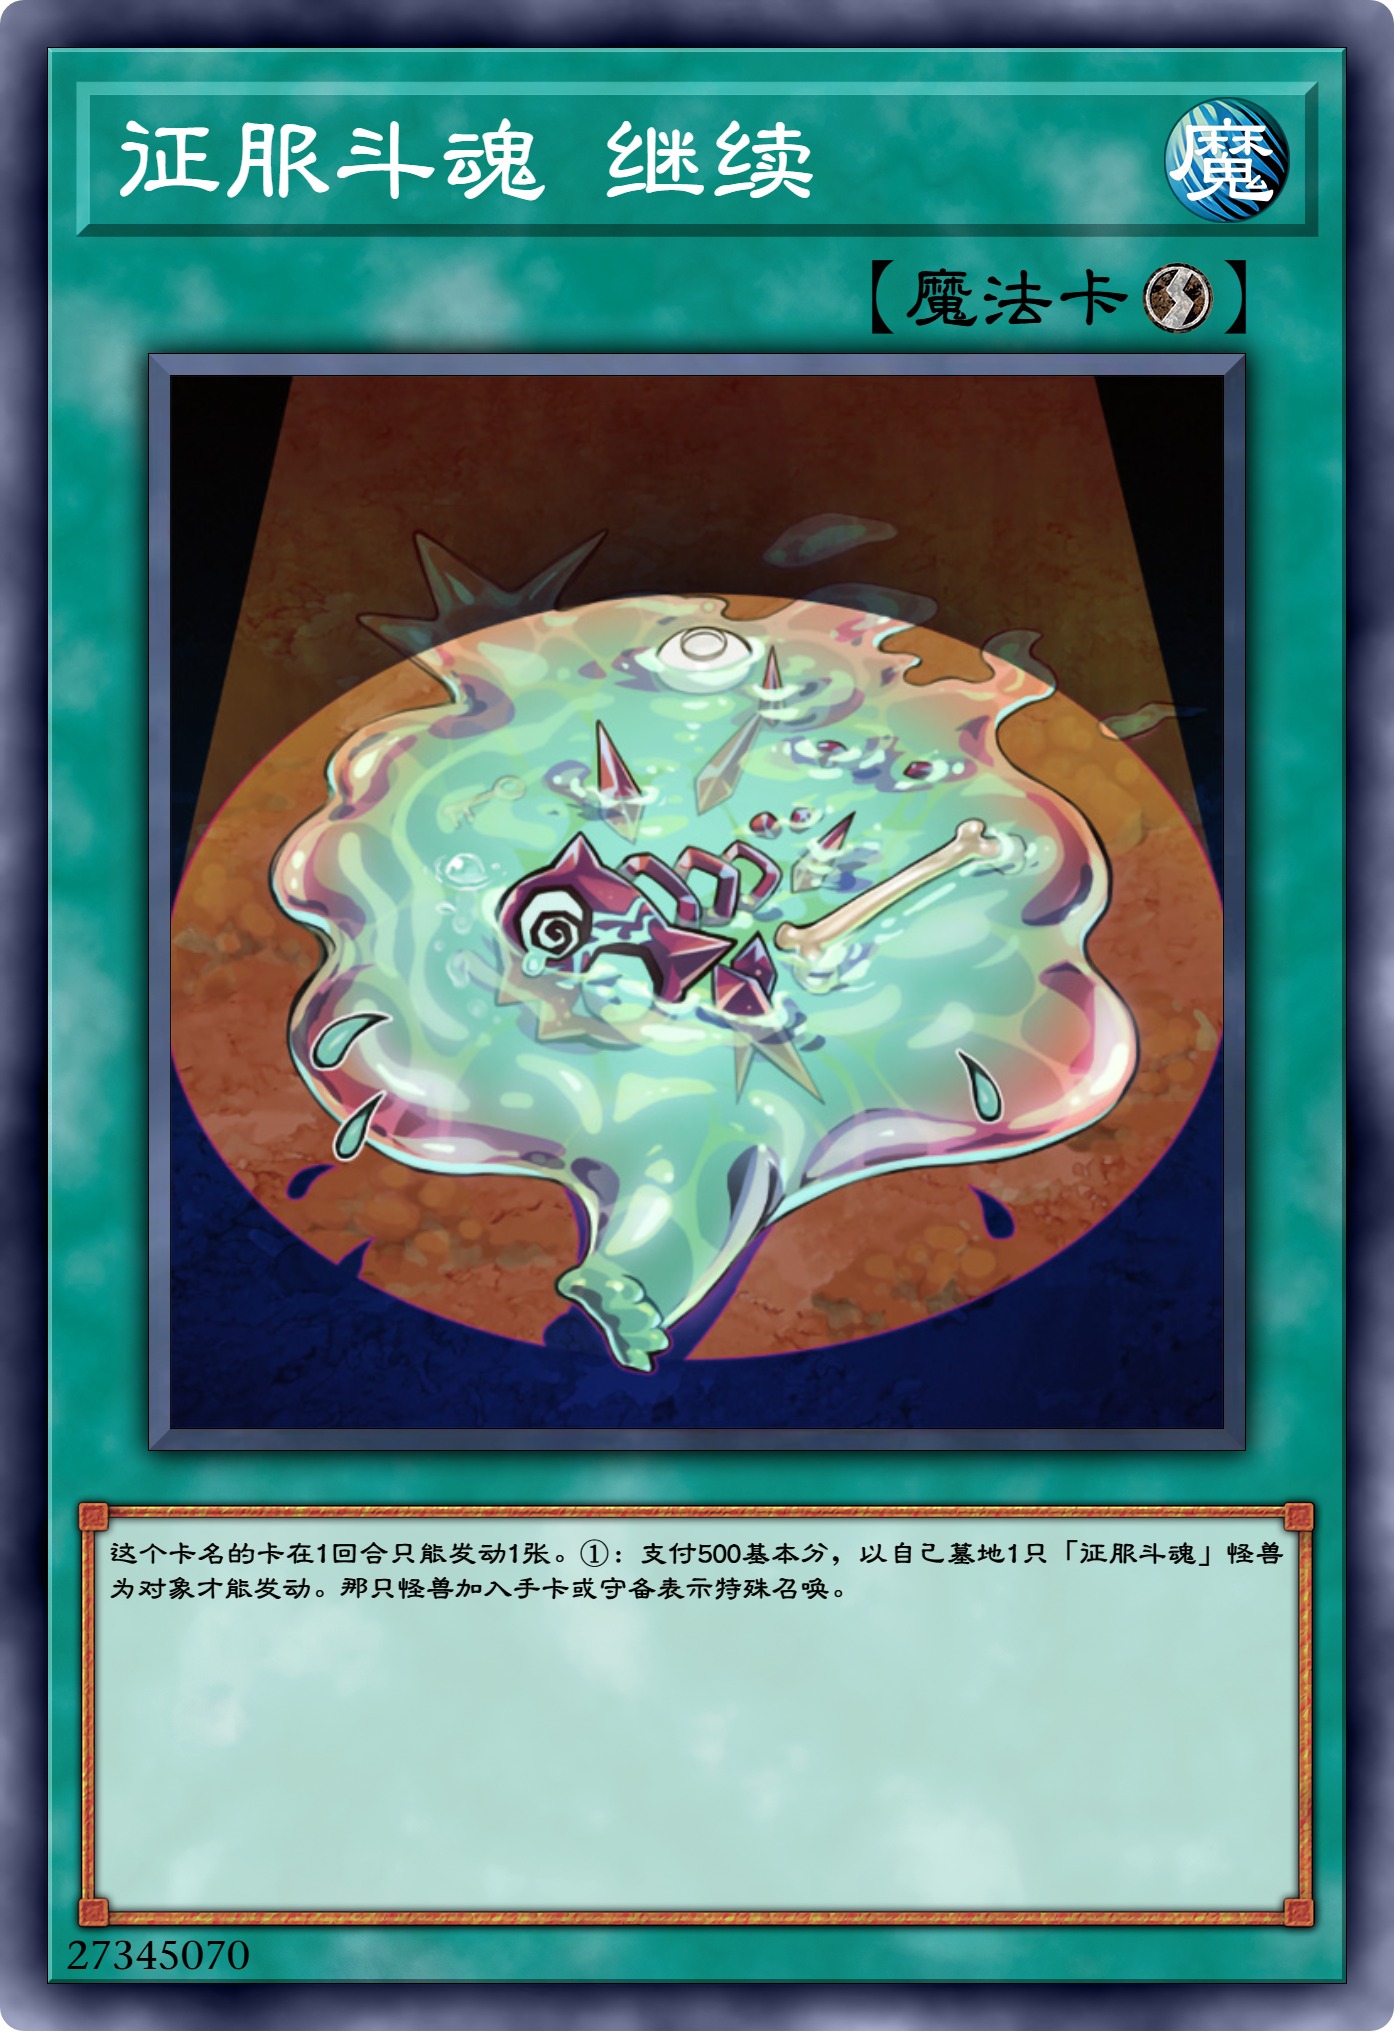 征服斗魂 继续
魔
【魔法卡】
这个卡名的卡在1回合只能发动1张。①：支付500基本分，以自己墓地1只「征服斗魂」怪兽
为对象才能发动。那只怪兽加入手卡或守备表示特殊召唤。
27345070